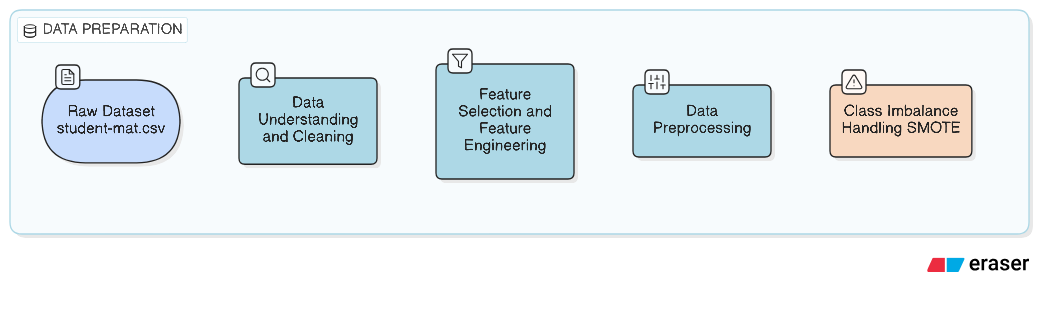 DATA PREPARATION
Raw Dataset
student-mat.csv
Data
Understanding
and Cleaning
Feature
Selection and
Feature
Engineering
Data
Preprocessing
Class Imbalance
Handling SMOTE
eraser